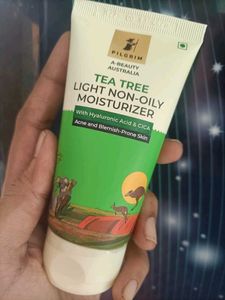 PILGRIM
A-BEAUTY
AUSTRALIA
TEA TREE
LIGHT NON-OILY
MOISTURIZER
With Hyaluronic Acid & CICA
Acne and Blemish-Prone Skin